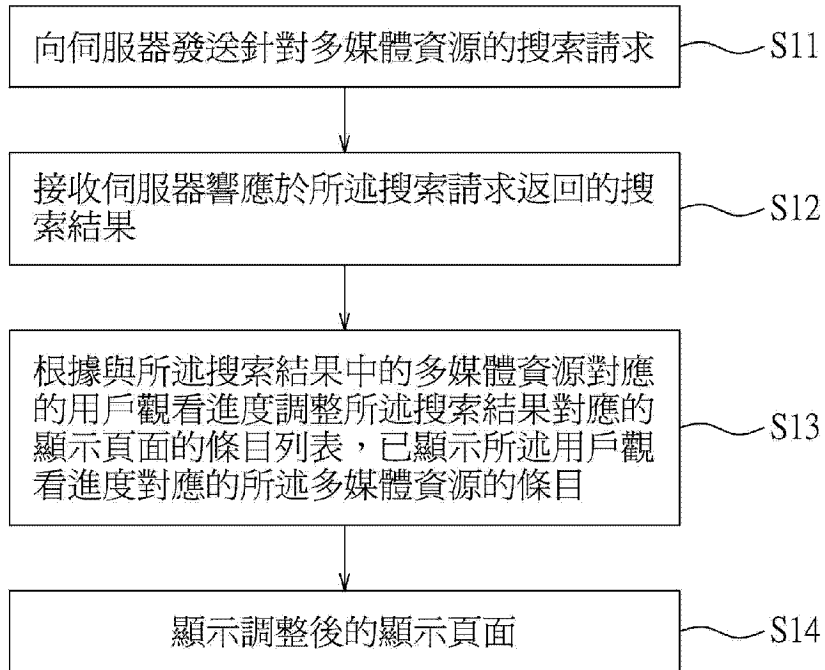 向伺服器發送針對多媒體資源的搜索請求
S11
接收伺服器響應於所述搜索請求返回的搜
索結果
S12
根據與所述搜索結果中的多媒體資源對應
的用戶觀看進度調整所述搜索結果對應的
顯示頁面的條目列表，已顯示所述用戶觀
看進度對應的所述多媒體資源的條目
S13
顯示調整後的顯示頁面
S14